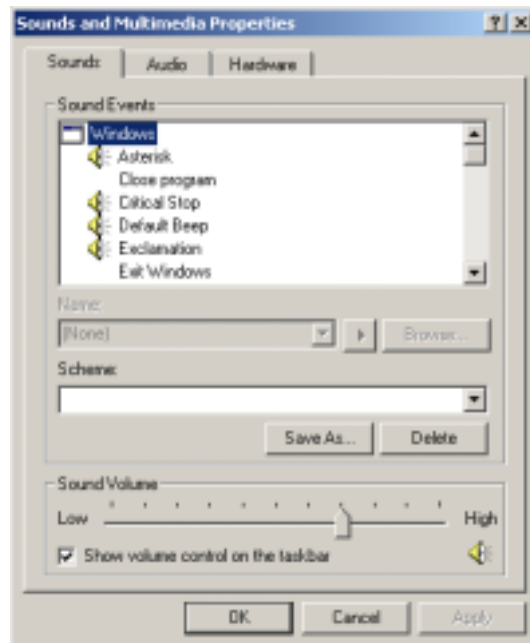 Sounds and Multimedia Properties
Sounds Audio Hardware
Sound Events
Windows
Asterisk
Close program
Critical Stop
Default Beep
Exclamation
Exit Windows
Name:
(None) Browse...
Scheme:
Save As... Delete
Sound Volume
Low High
Show volume control on the taskbar
OK Cancel Apply